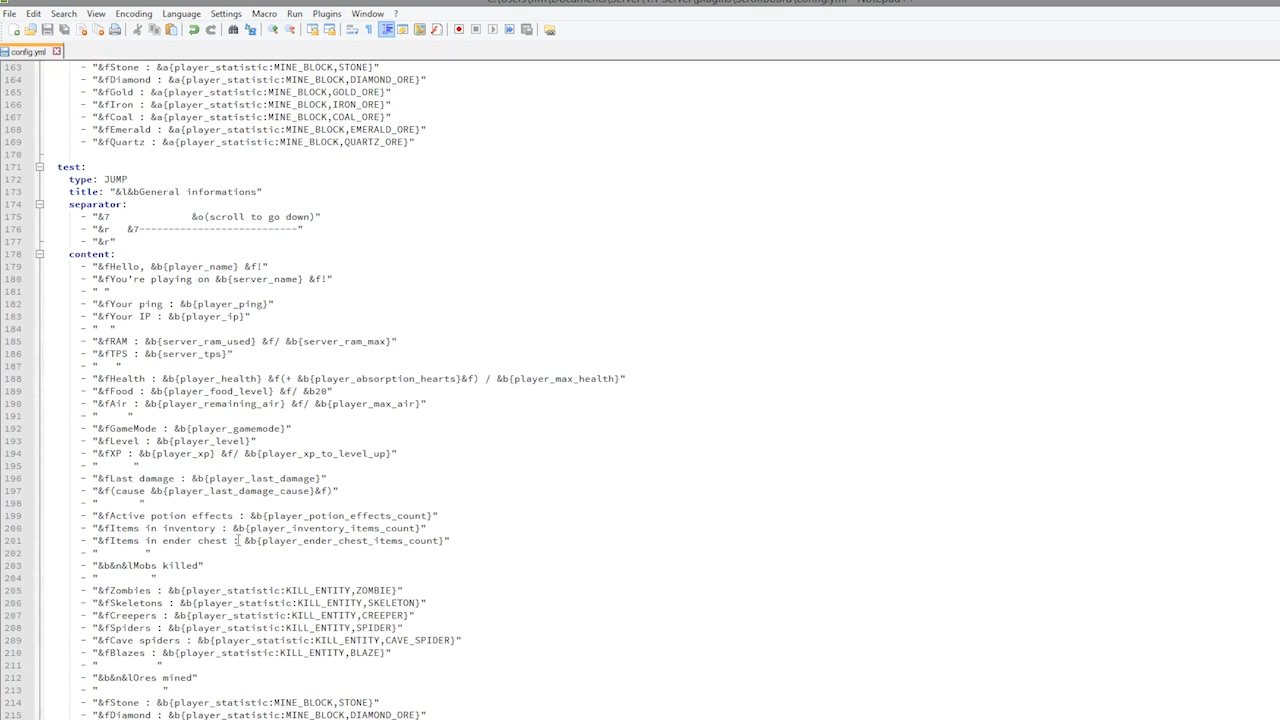 File Edit Search View Encoding Language Settings Macro Run Plugins Window ?
config.yml
163 - "&fStone : &a{player_statistic:MINE_BLOCK,STONE}"
164 - "&fDiamond : &a{player_statistic:MINE_BLOCK,DIAMOND_ORE}"
165 - "&fGold : &a{player_statistic:MINE_BLOCK,GOLD_ORE}"
166 - "&fIron : &a{player_statistic:MINE_BLOCK,IRON_ORE}"
167 - "&fCoal : &a{player_statistic:MINE_BLOCK,COAL_ORE}"
168 - "&fEmerald : &a{player_statistic:MINE_BLOCK,EMERALD_ORE}"
169 - "&fQuartz : &a{player_statistic:MINE_BLOCK,QUARTZ_ORE}"
170
171 test:
172 type: JUMP
173 title: "&l&bGeneral informations"
174 separator:
175 - "&7              &o(scroll to go down)"
176 - "&r   &7---------------------------"
177 - "&r"
178 content:
179 - "&fHello, &b{player_name} &f!"
180 - "&fYou're playing on &b{server_name} &f!"
181 - " "
182 - "&fYour ping : &b{player_ping}"
183 - "&fYour IP : &b{player_ip}"
184 - "  "
185 - "&fRAM : &b{server_ram_used} &f/ &b{server_ram_max}"
186 - "&fTPS : &b{server_tps}"
187 - "   "
188 - "&fHealth : &b{player_health} &f(+ &b{player_absorption_hearts}&f) / &b{player_max_health}"
189 - "&fFood : &b{player_food_level} &f/ &b20"
190 - "&fAir : &b{player_remaining_air} &f/ &b{player_max_air}"
191 - "     "
192 - "&fGameMode : &b{player_gamemode}"
193 - "&fLevel : &b{player_level}"
194 - "&fXP : &b{player_xp} &f/ &b{player_xp_to_level_up}"
195 - "      "
196 - "&fLast damage : &b{player_last_damage}"
197 - "&f(cause &b{player_last_damage_cause}&f)"
198 - "       "
199 - "&fActive potion effects : &b{player_potion_effects_count}"
200 - "&fItems in inventory : &b{player_inventory_items_count}"
201 - "&fItems in ender chest : &b{player_ender_chest_items_count}"
202 - "        "
203 - "&b&n&lMobs killed"
204 - "         "
205 - "&fZombies : &b{player_statistic:KILL_ENTITY,ZOMBIE}"
206 - "&fSkeletons : &b{player_statistic:KILL_ENTITY,SKELETON}"
207 - "&fCreepers : &b{player_statistic:KILL_ENTITY,CREEPER}"
208 - "&fSpiders : &b{player_statistic:KILL_ENTITY,SPIDER}"
209 - "&fCave spiders : &b{player_statistic:KILL_ENTITY,CAVE_SPIDER}"
210 - "&fBlazes : &b{player_statistic:KILL_ENTITY,BLAZE}"
211 - "          "
212 - "&b&n&lOres mined"
213 - "           "
214 - "&fStone : &b{player_statistic:MINE_BLOCK,STONE}"
215 - "&fDiamond : &b{player_statistic:MINE_BLOCK,DIAMOND_ORE}"